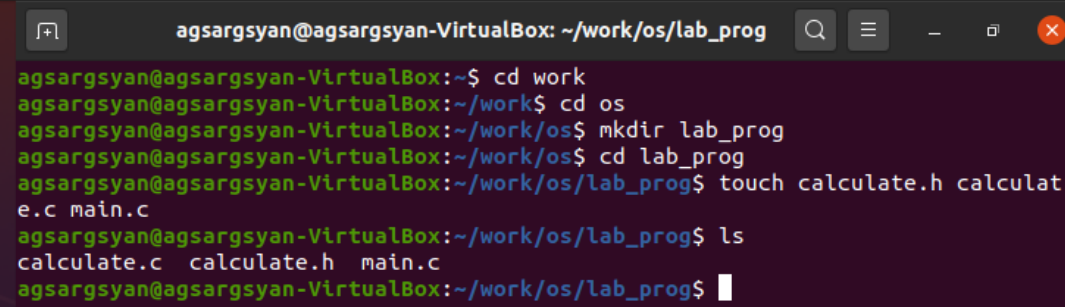 agsargsyan@agsargsyan-VirtualBox: ~/work/os/lab_prog
agsargsyan@agsargsyan-VirtualBox:~$ cd work
agsargsyan@agsargsyan-VirtualBox:~/work$ cd os
agsargsyan@agsargsyan-VirtualBox:~/work/os$ mkdir lab_prog
agsargsyan@agsargsyan-VirtualBox:~/work/os$ cd lab_prog
agsargsyan@agsargsyan-VirtualBox:~/work/os/lab_prog$ touch calculate.h calculat
e.c main.c
agsargsyan@agsargsyan-VirtualBox:~/work/os/lab_prog$ ls
calculate.c  calculate.h  main.c
agsargsyan@agsargsyan-VirtualBox:~/work/os/lab_prog$